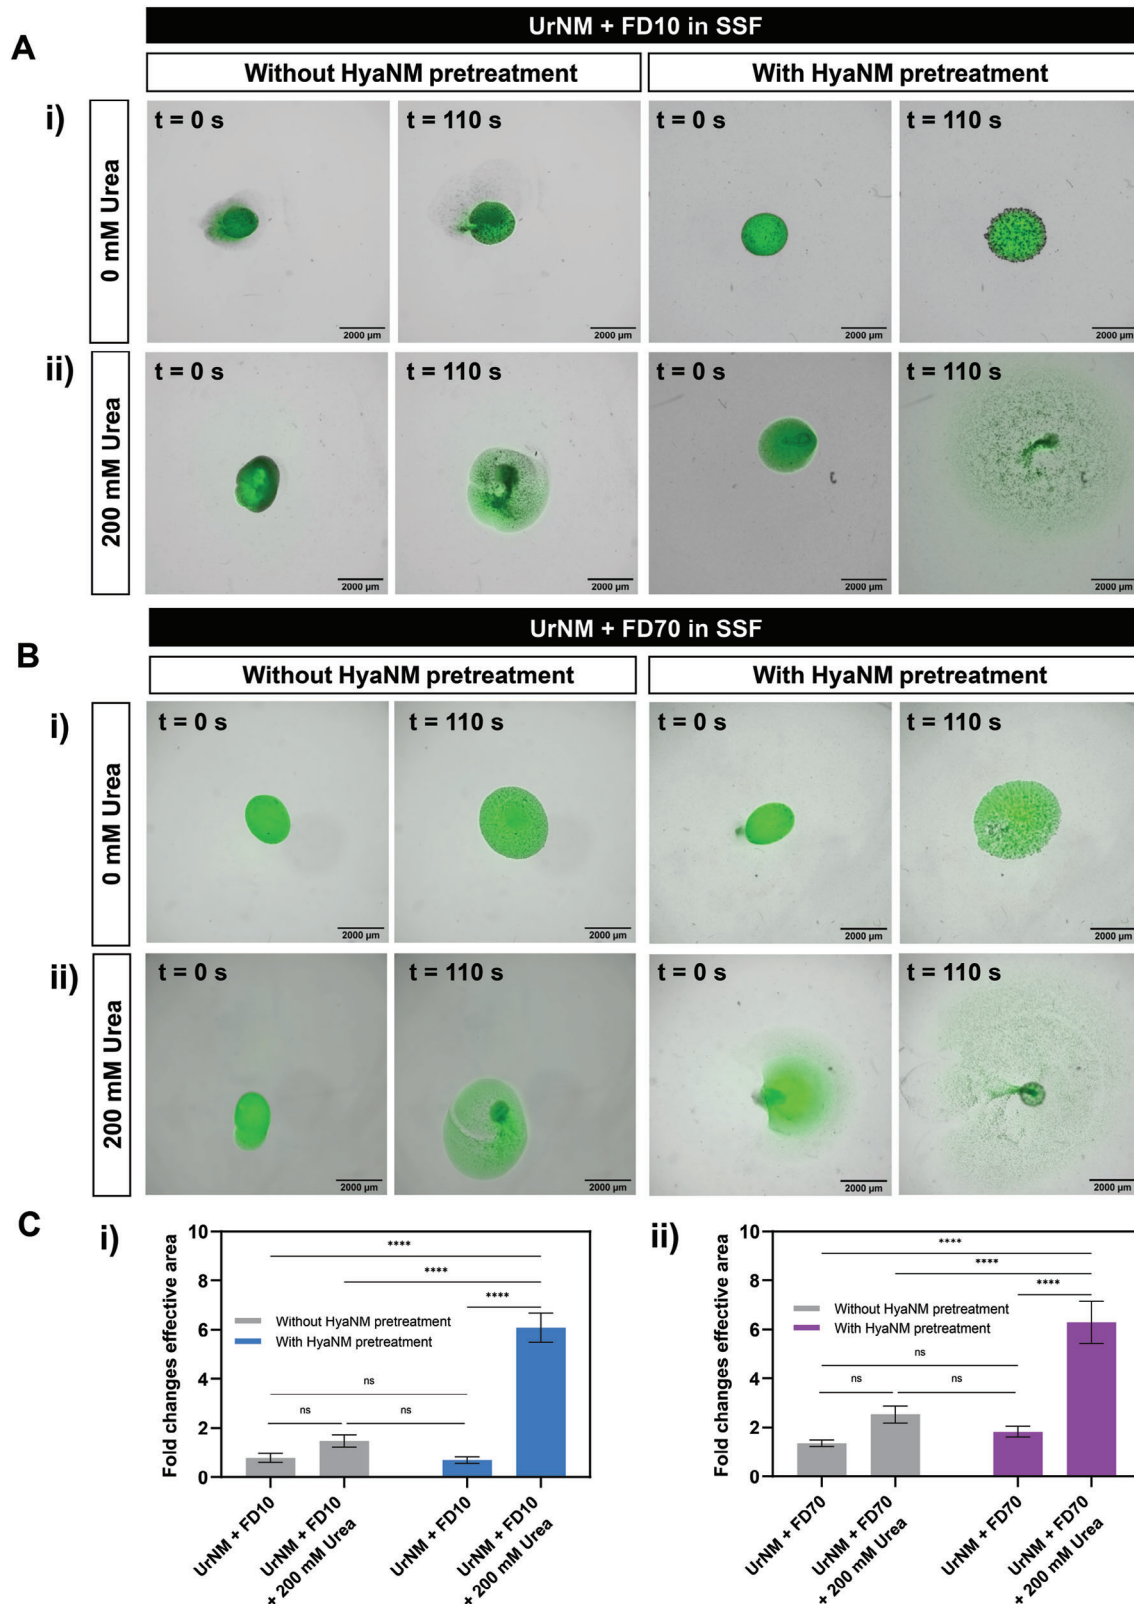 A
UrNM + FD10 in SSF
Without HyaNM pretreatment
With HyaNM pretreatment
i)
0 mM Urea
t = 0 s
t = 110 s
t = 0 s
t = 110 s
2000 µm
2000 µm
2000 µm
2000 µm
ii)
200 mM Urea
t = 0 s
t = 110 s
t = 0 s
t = 110 s
2000 µm
2000 µm
2000 µm
2000 µm
B
UrNM + FD70 in SSF
Without HyaNM pretreatment
With HyaNM pretreatment
i)
0 mM Urea
t = 0 s
t = 110 s
t = 0 s
t = 110 s
2000 µm
2000 µm
2000 µm
2000 µm
ii)
200 mM Urea
t = 0 s
t = 110 s
t = 0 s
t = 110 s
2000 µm
2000 µm
2000 µm
2000 µm
C
i)
Fold changes effective area
10
8
6
4
2
0
****
****
****
Without HyaNM pretreatment
With HyaNM pretreatment
ns
ns
ns
UrNM + FD10
UrNM + FD10
+ 200 mM Urea
UrNM + FD10
UrNM + FD10
+ 200 mM Urea
ii)
Fold changes effective area
10
8
6
4
2
0
****
****
****
Without HyaNM pretreatment
With HyaNM pretreatment
ns
ns
ns
UrNM + FD70
UrNM + FD70
+ 200 mM Urea
UrNM + FD70
UrNM + FD70
+ 200 mM Urea